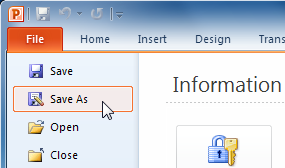 File Home Insert Design Trans
Save
Information
Save As
Open
Close